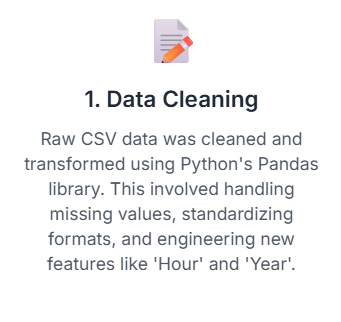 1. Data Cleaning
Raw CSV data was cleaned and
transformed using Python's Pandas
library. This involved handling
missing values, standardizing
formats, and engineering new
features like 'Hour' and 'Year'.